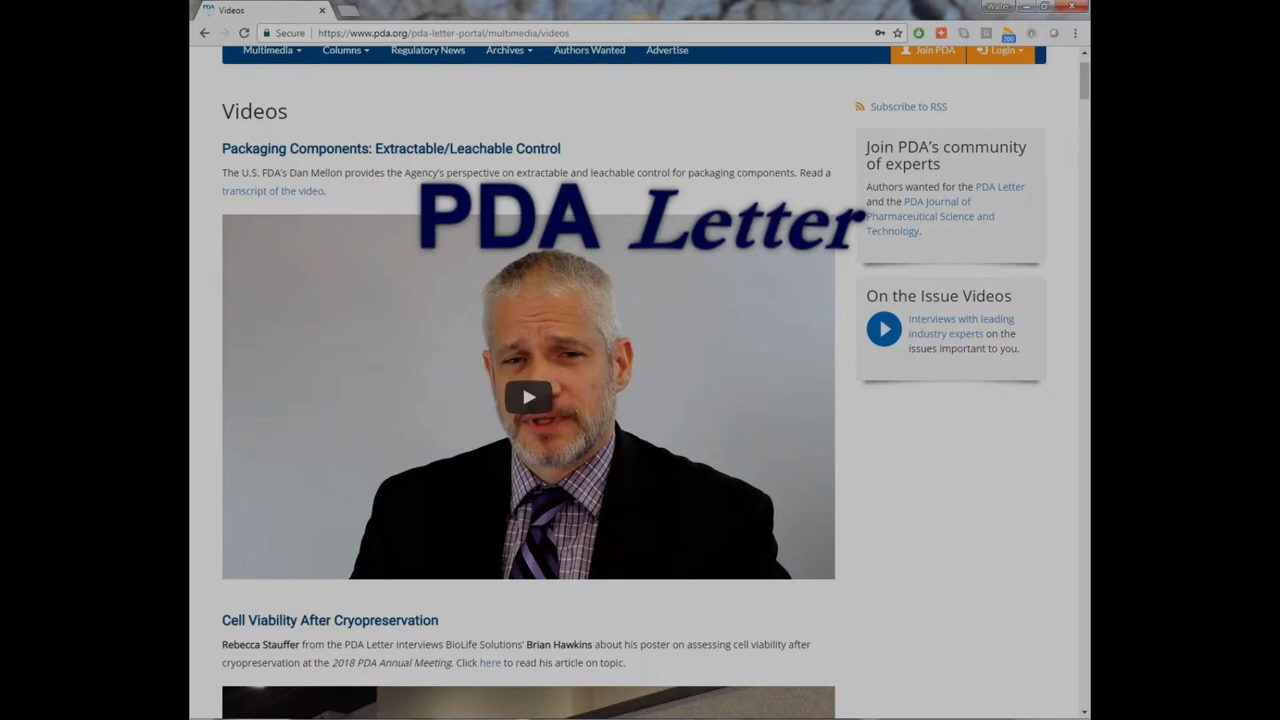 Videos
Walter
Secure | https://www.pda.org/pda-letter-portal/multimedia/videos
200
Multimedia Columns Regulatory News Archives Authors Wanted Advertise Join PDA Login
Videos
Packaging Components: Extractable/Leachable Control
The U.S. FDA's Dan Mellon provides the Agency's perspective on extractable and leachable control for packaging components. Read a
transcript of the video.
PDA Letter
Cell Viability After Cryopreservation
Rebecca Stauffer from the PDA Letter interviews BioLife Solutions' Brian Hawkins about his poster on assessing cell viability after
cryopreservation at the 2018 PDA Annual Meeting. Click here to read his article on topic.
Subscribe to RSS
Join PDA's community
of experts
Authors wanted for the PDA Letter
and the PDA Journal of
Pharmaceutical Science and
Technology.
On the Issue Videos
Interviews with leading
industry experts on the
issues important to you.